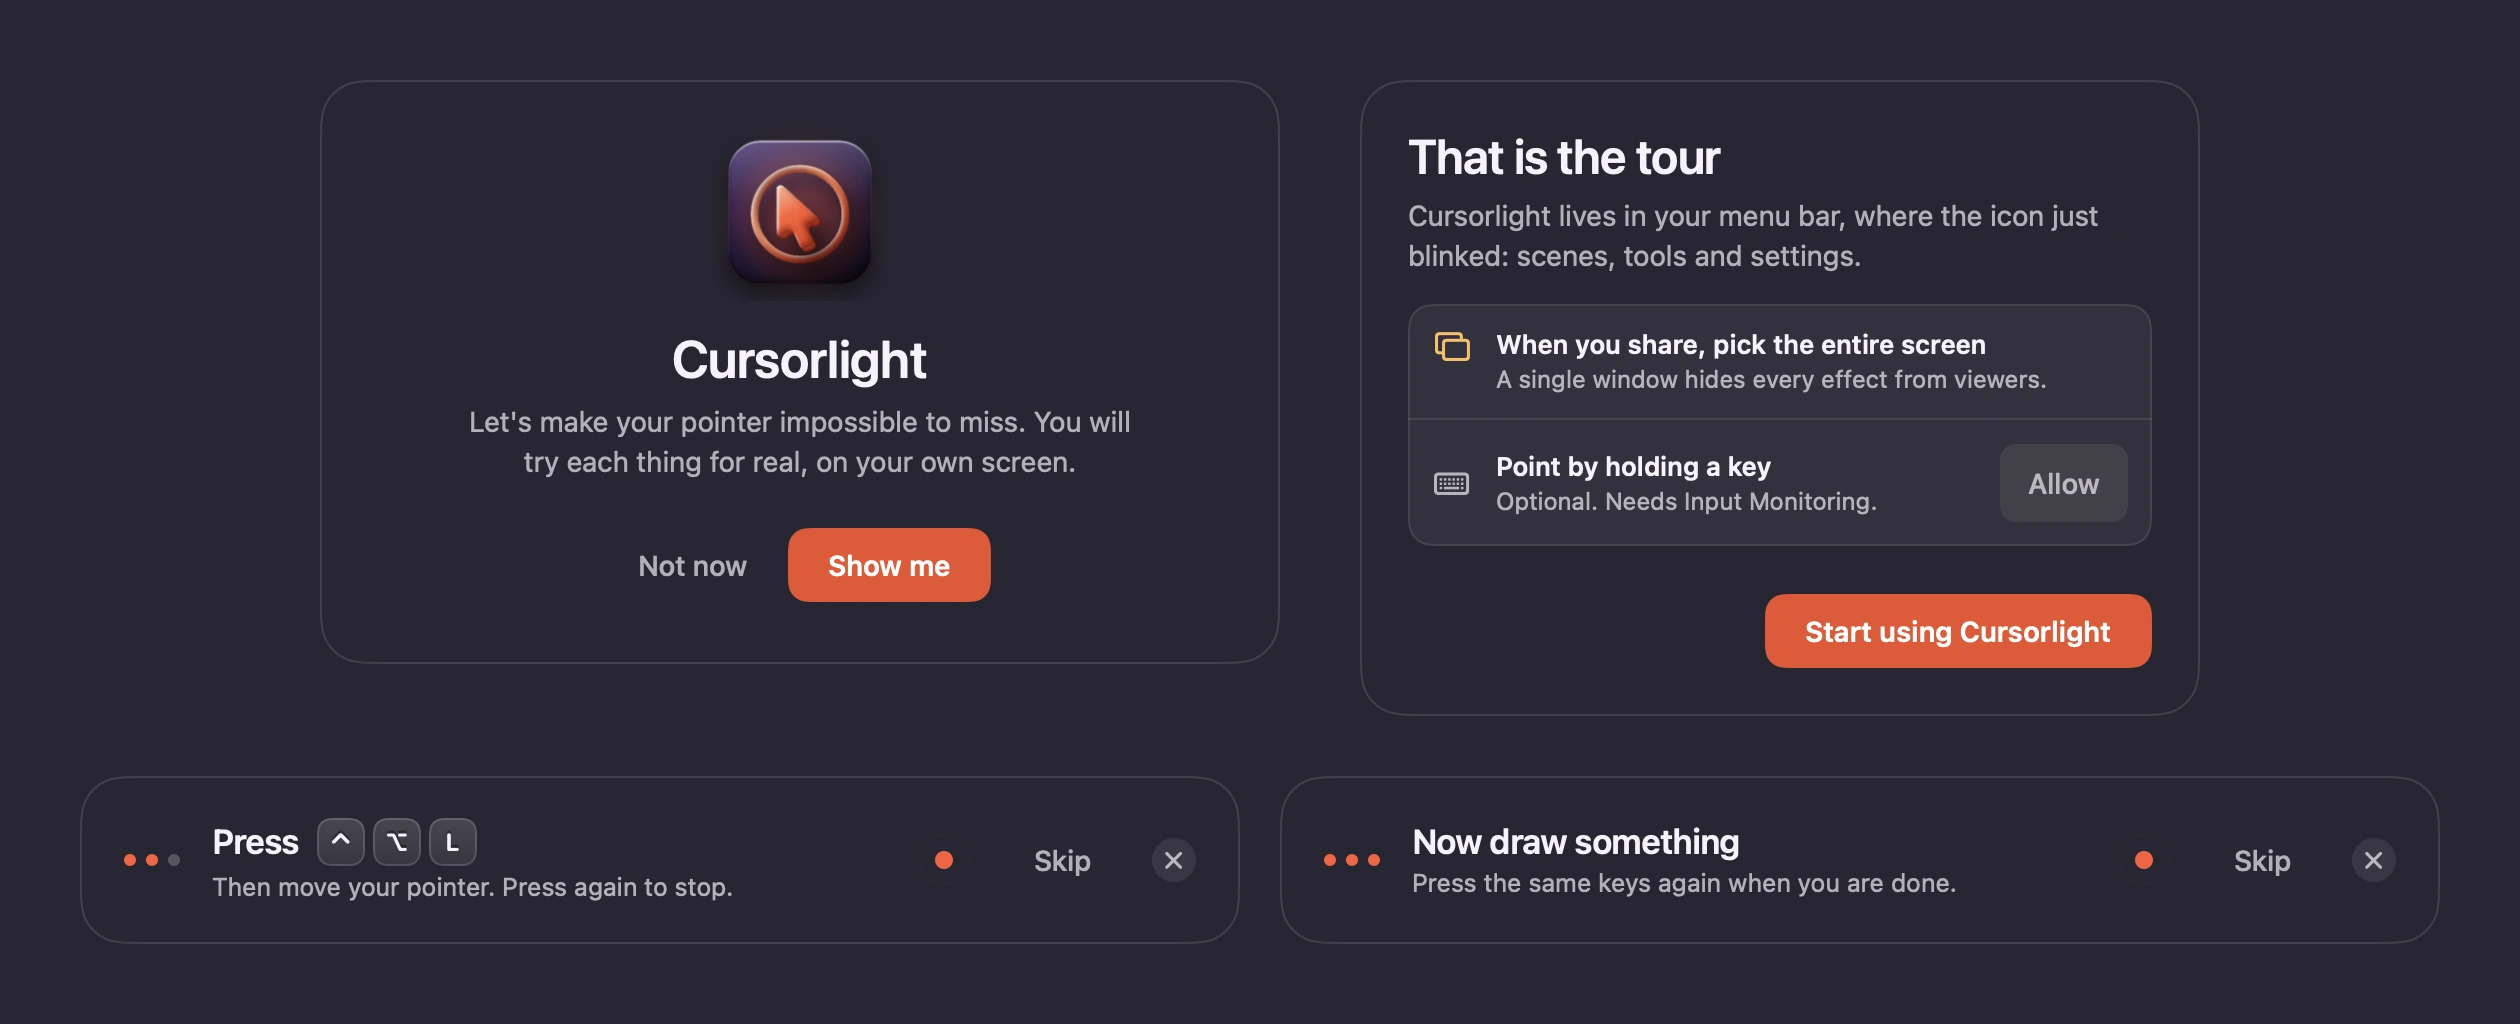 Cursorlight
Let's make your pointer impossible to miss. You will
try each thing for real, on your own screen.
Not now
Show me
That is the tour
Cursorlight lives in your menu bar, where the icon just
blinked: scenes, tools and settings.
When you share, pick the entire screen
A single window hides every effect from viewers.
Point by holding a key
Optional. Needs Input Monitoring.
Allow
Start using Cursorlight
Press ⌃ ⌥ L
Then move your pointer. Press again to stop.
Skip
Now draw something
Press the same keys again when you are done.
Skip